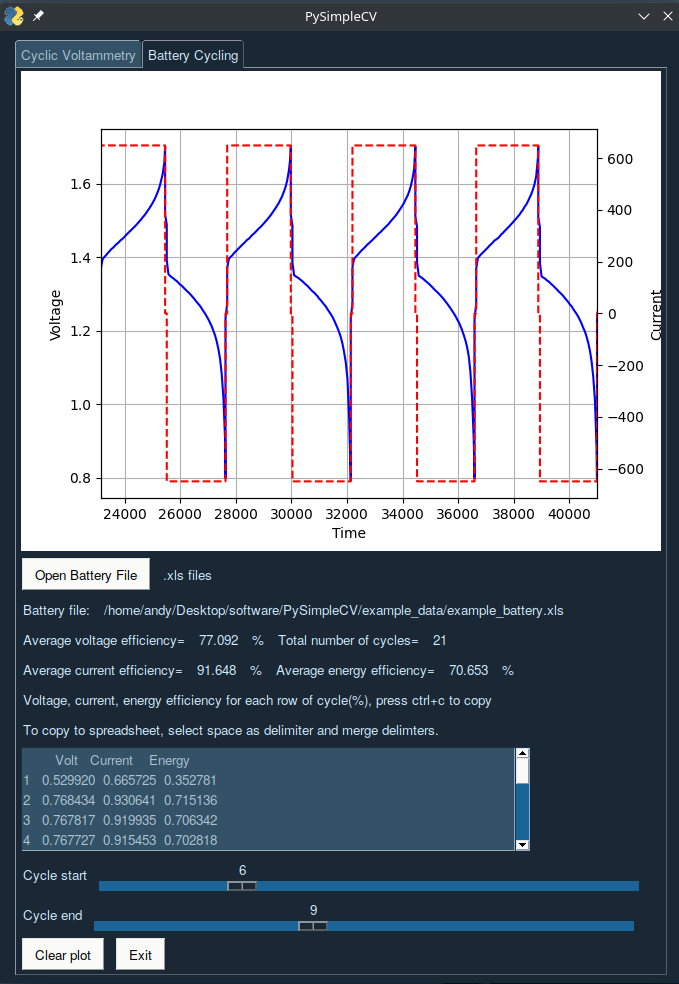 PySimpleCV
Cyclic Voltammetry Battery Cycling
1.6
1.4
1.2
1.0
0.8
Voltage
600
400
200
0
−200
−400
−600
Current
24000 26000 28000 30000 32000 34000 36000 38000 40000
Time
Open Battery File .xls files
Battery file: /home/andy/Desktop/software/PySimpleCV/example_data/example_battery.xls
Average voltage efficiency= 77.092 % Total number of cycles= 21
Average current efficiency= 91.648 % Average energy efficiency= 70.653 %
Voltage, current, energy efficiency for each row of cycle(%), press ctrl+c to copy
To copy to spreadsheet, select space as delimiter and merge delimters.
Volt Current Energy
1 0.529920 0.665725 0.352781
2 0.768434 0.930641 0.715136
3 0.767817 0.919935 0.706342
4 0.767727 0.915453 0.702818
6
Cycle start
9
Cycle end
Clear plot Exit